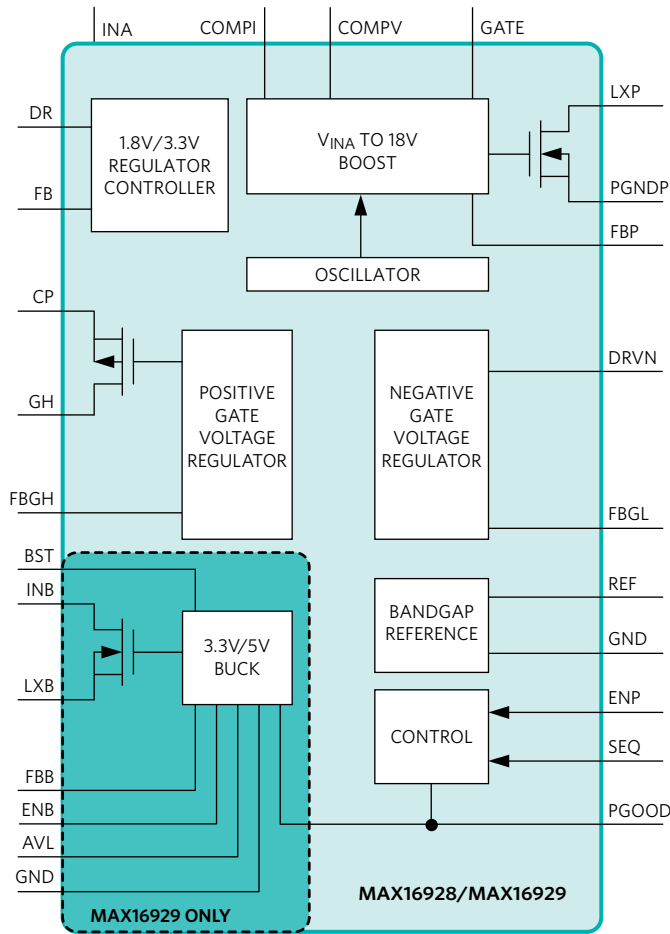 INA
COMPI
COMPV
GATE
DR
FB
1.8V/3.3V
REGULATOR
CONTROLLER
VINA TO 18V
BOOST
LXP
PGNDP
FBP
OSCILLATOR
CP
GH
FBGH
POSITIVE
GATE
VOLTAGE
REGULATOR
NEGATIVE
GATE
VOLTAGE
REGULATOR
DRVN
FBGL
BST
INB
LXB
3.3V/5V
BUCK
FBB
ENB
AVL
GND
MAX16929 ONLY
BANDGAP
REFERENCE
REF
GND
CONTROL
ENP
SEQ
PGOOD
MAX16928/MAX16929